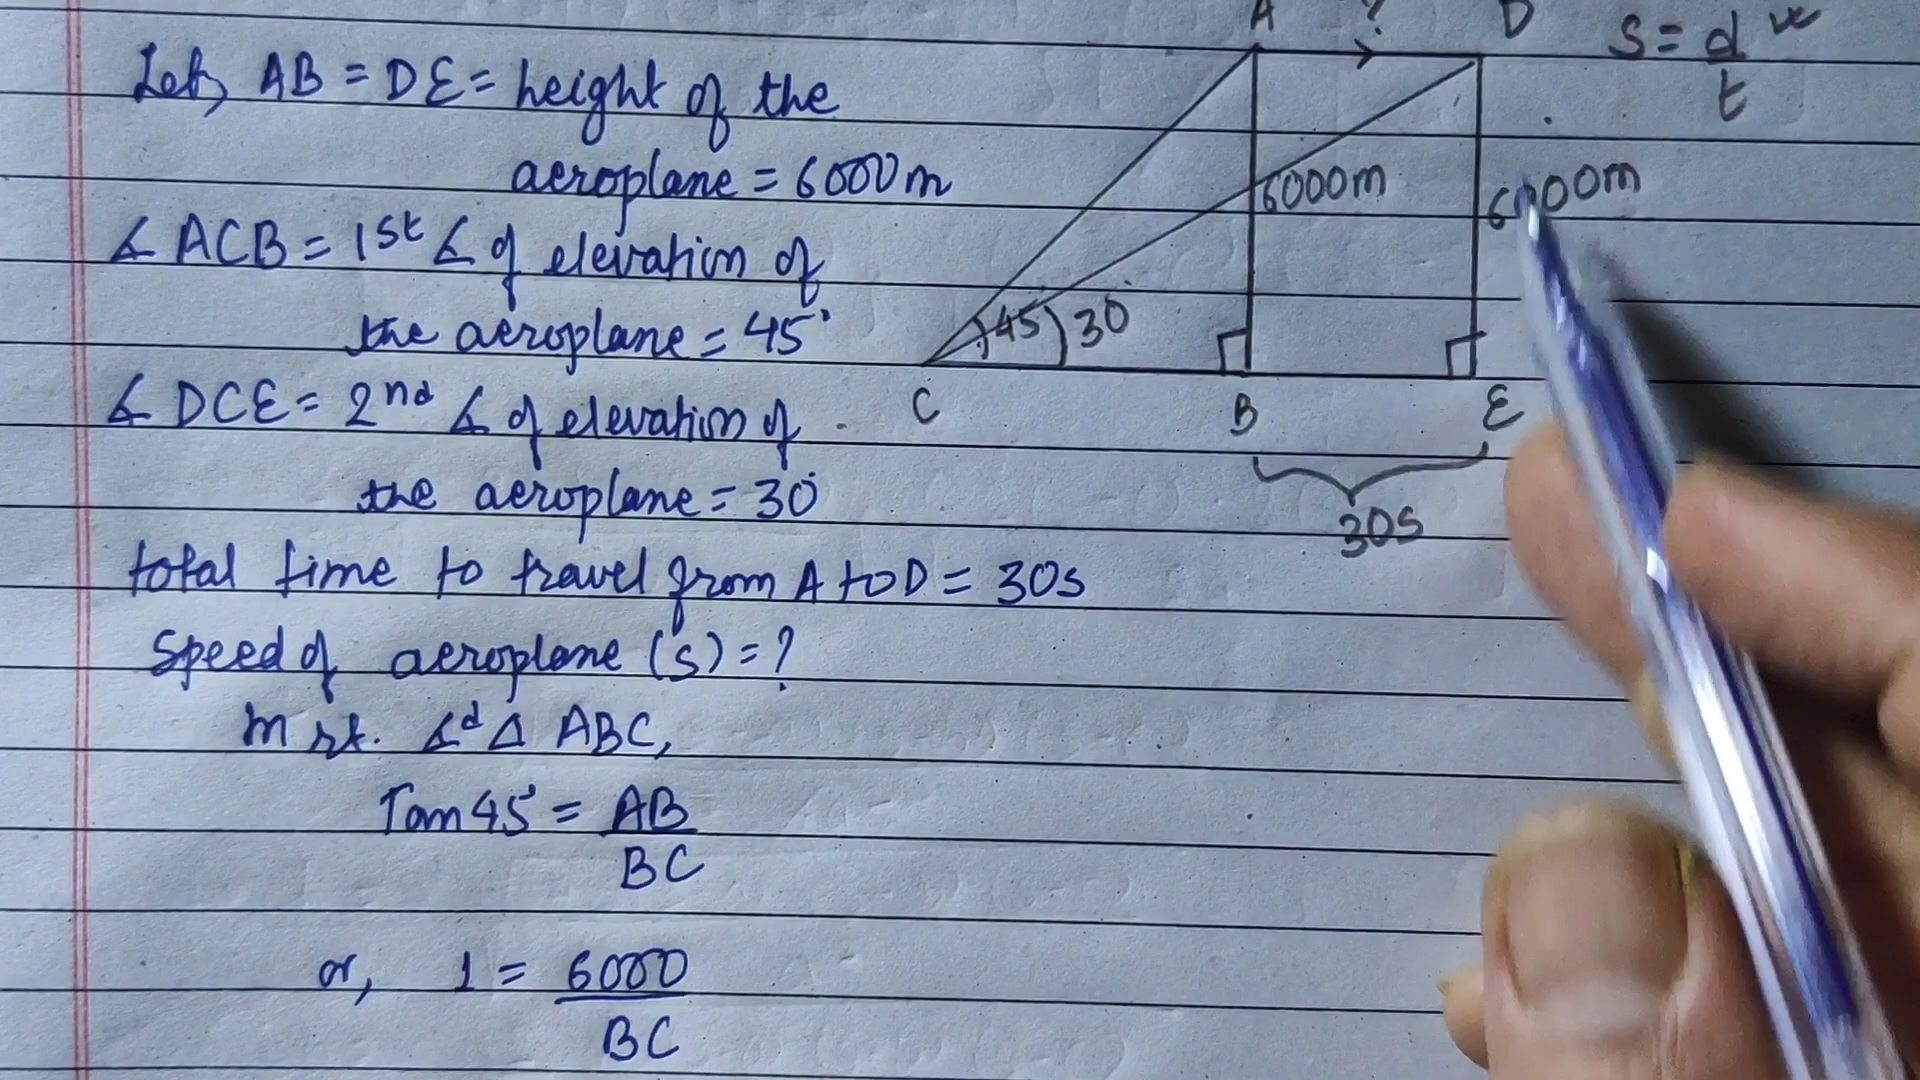 Let, AB = DE = height of the
aeroplane = 6000m
∡ ACB = 1st ∡ of elevation of
the aeroplane = 45°
∡ DCE = 2nd ∡ of elevation of
the aeroplane = 30°
total time to travel from A to D = 30s
Speed of aeroplane (s) = ?
In rt. ∡d Δ ABC,
Tan45° = AB/BC
or, 1 = 6000/BC
A ? D
S = d/t
6000m 6000m
45° 30°
C B E
30s